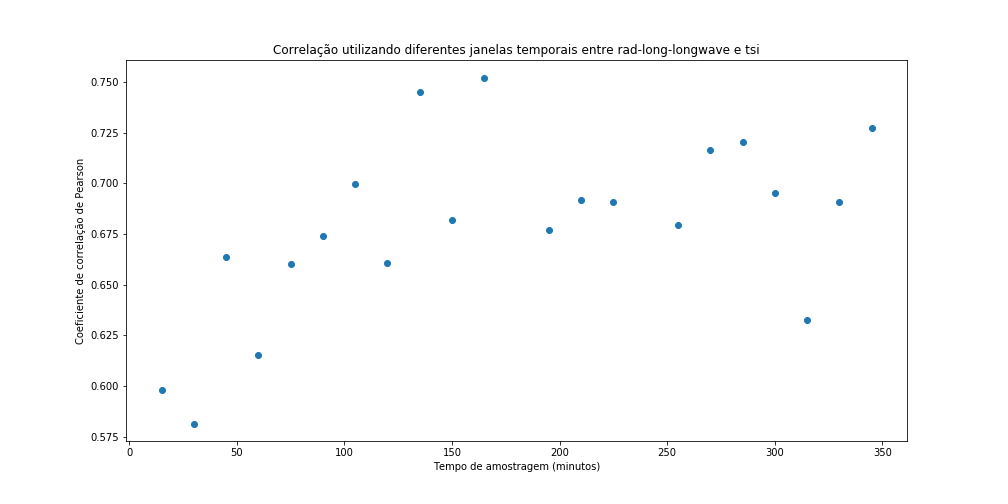 Correlação utilizando diferentes janelas temporais entre rad-long-longwave e tsi
Coeficiente de correlação de Pearson
0.750
0.725
0.700
0.675
0.650
0.625
0.600
0.575
0 50 100 150 200 250 300 350
Tempo de amostragem (minutos)